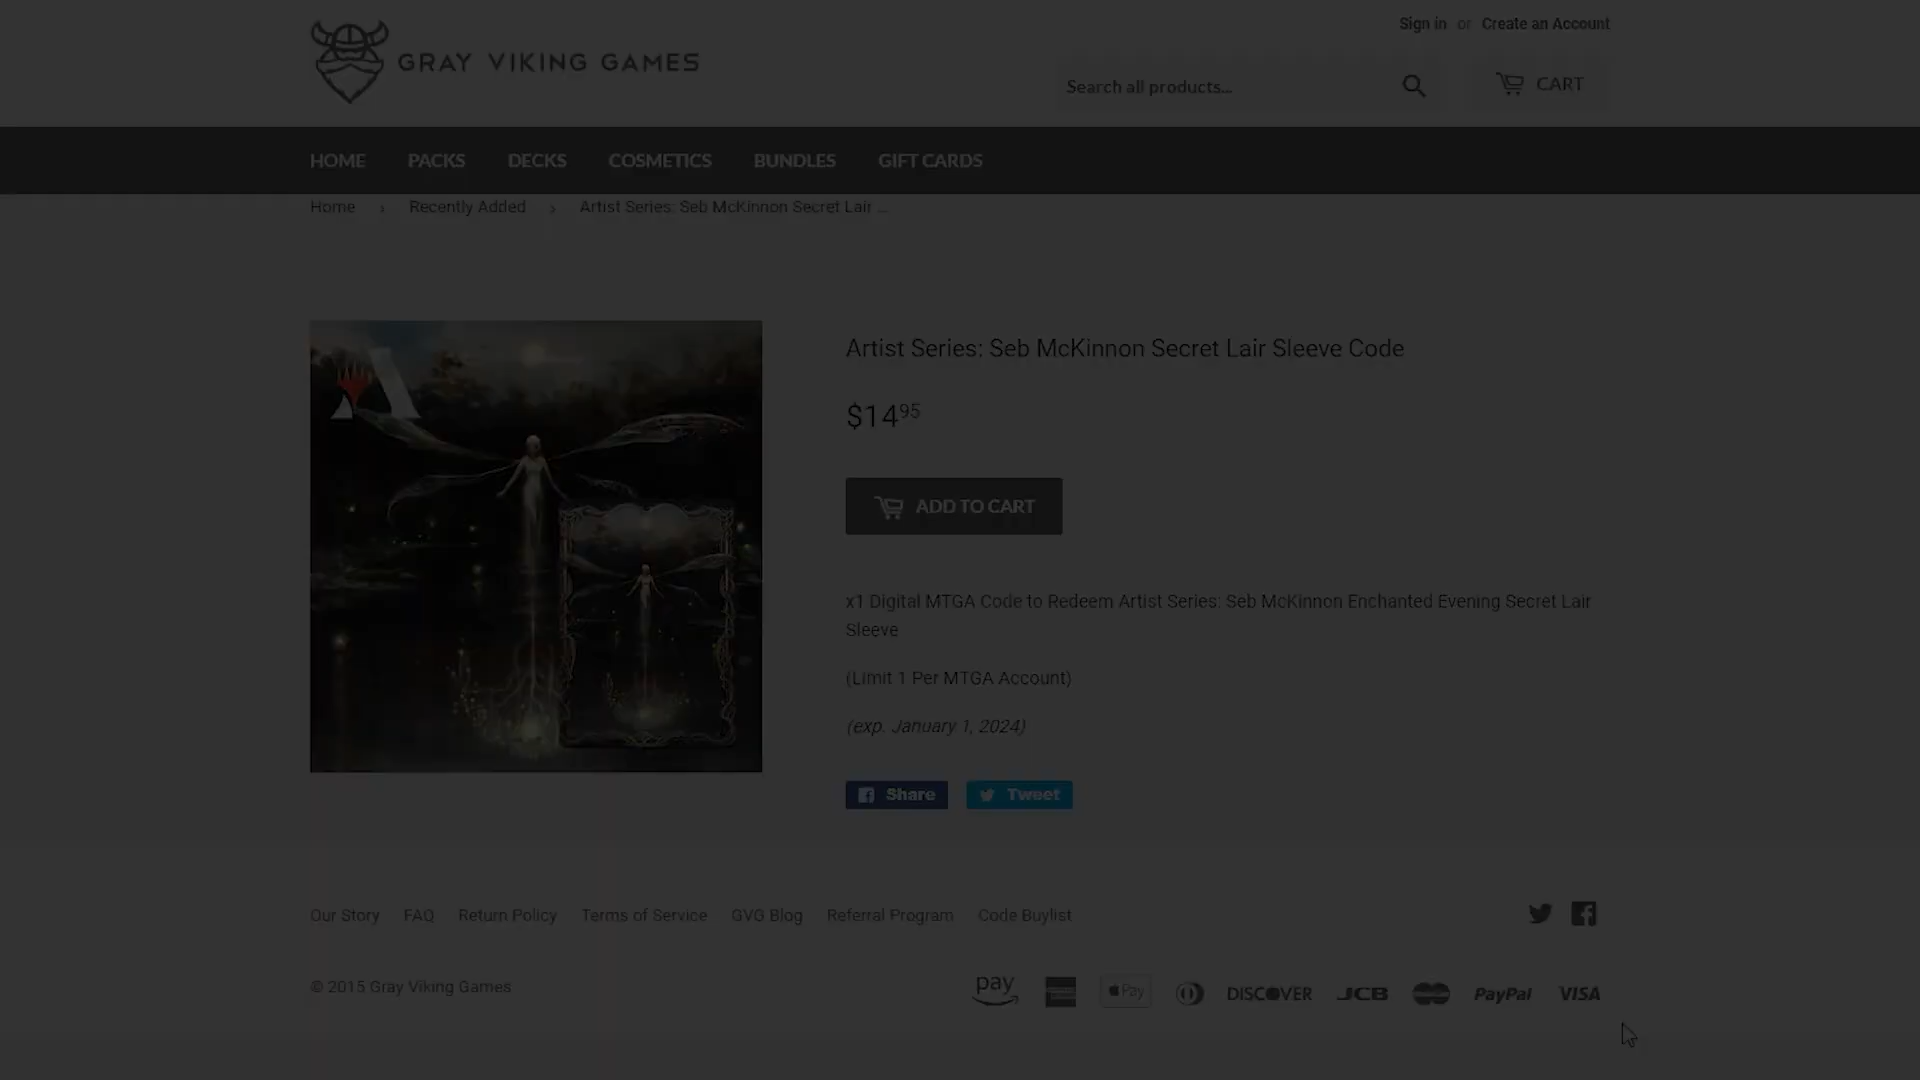 GRAY VIKING GAMES
Sign in or Create an Account
Search all products...
CART
HOME PACKS DECKS COSMETICS BUNDLES GIFT CARDS
Home › Recently Added › Artist Series: Seb McKinnon Secret Lair ...
Artist Series: Seb McKinnon Secret Lair Sleeve Code
$14.95
ADD TO CART
x1 Digital MTGA Code to Redeem Artist Series: Seb McKinnon Enchanted Evening Secret Lair
Sleeve
(Limit 1 Per MTGA Account)
(exp. January 1, 2024)
Share Tweet
Our Story FAQ Return Policy Terms of Service GVG Blog Referral Program Code Buylist
© 2015 Gray Viking Games
pay
Pay
DISCOVER JCB PayPal VISA